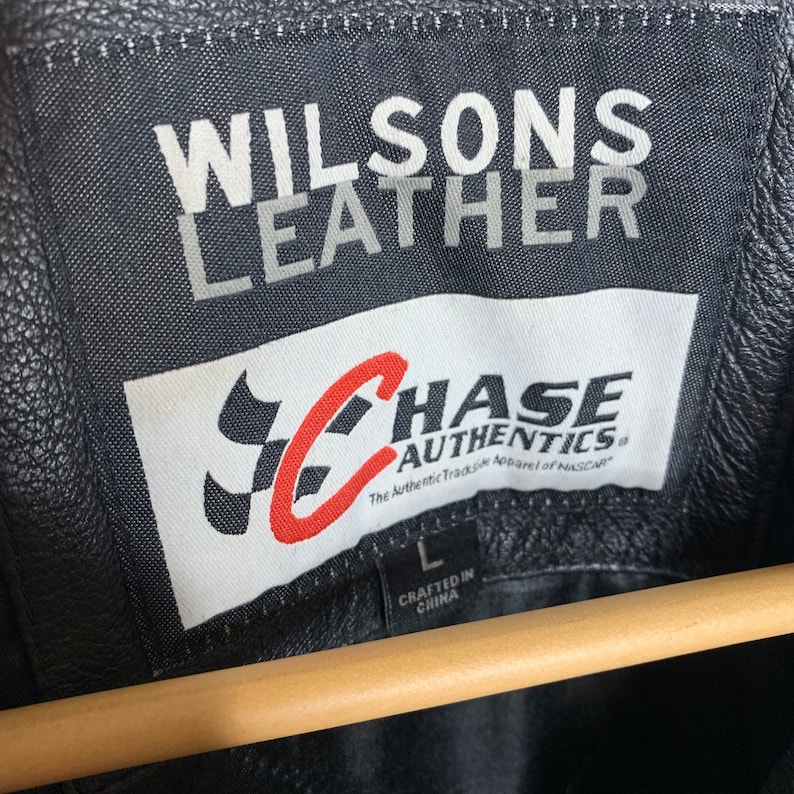 WILSONS
LEATHER
CHASE
AUTHENTICS®
The Authentic Trackside Apparel of NASCAR®
L
CRAFTED IN
CHINA